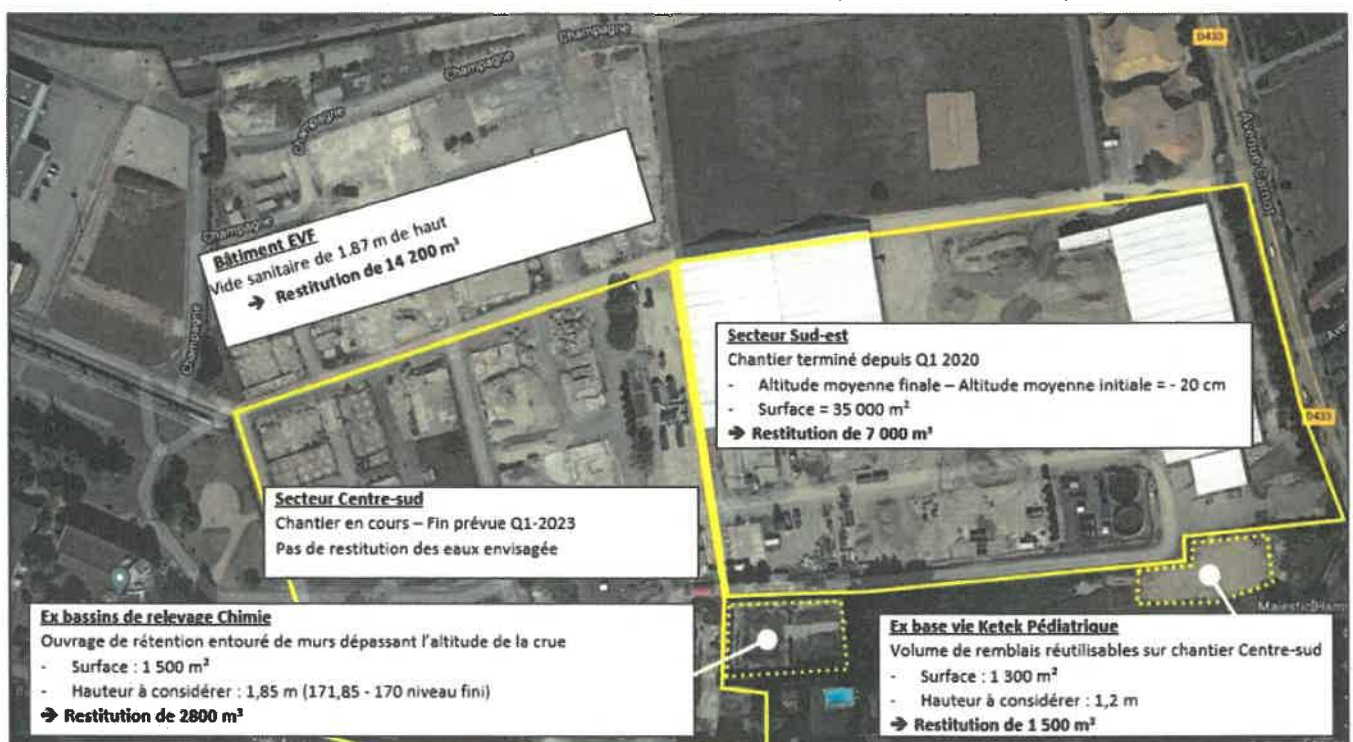 D433
Champagne
Champagne
Champagne
Champagne
Avenue Carnot
Champagne
Bâtiment EVF
Vide sanitaire de 1.87 m de haut
➔ Restitution de 14 200 m³
Champagne
Secteur Sud-est
Chantier terminé depuis Q1 2020
- Altitude moyenne finale – Altitude moyenne initiale = - 20 cm
- Surface = 35 000 m²
➔ Restitution de 7 000 m³
D433
Secteur Centre-sud
Chantier en cours – Fin prévue Q1-2023
Pas de restitution des eaux envisagée
Ex bassins de relevage Chimie
Ouvrage de rétention entouré de murs dépassant l'altitude de la crue
- Surface : 1 500 m²
- Hauteur à considérer : 1,85 m (171,85 - 170 niveau fini)
➔ Restitution de 2800 m³
Ex base vie Ketek Pédiatrique
Volume de remblais réutilisables sur chantier Centre-sud
- Surface : 1 300 m²
- Hauteur à considérer : 1,2 m
➔ Restitution de 1 500 m³